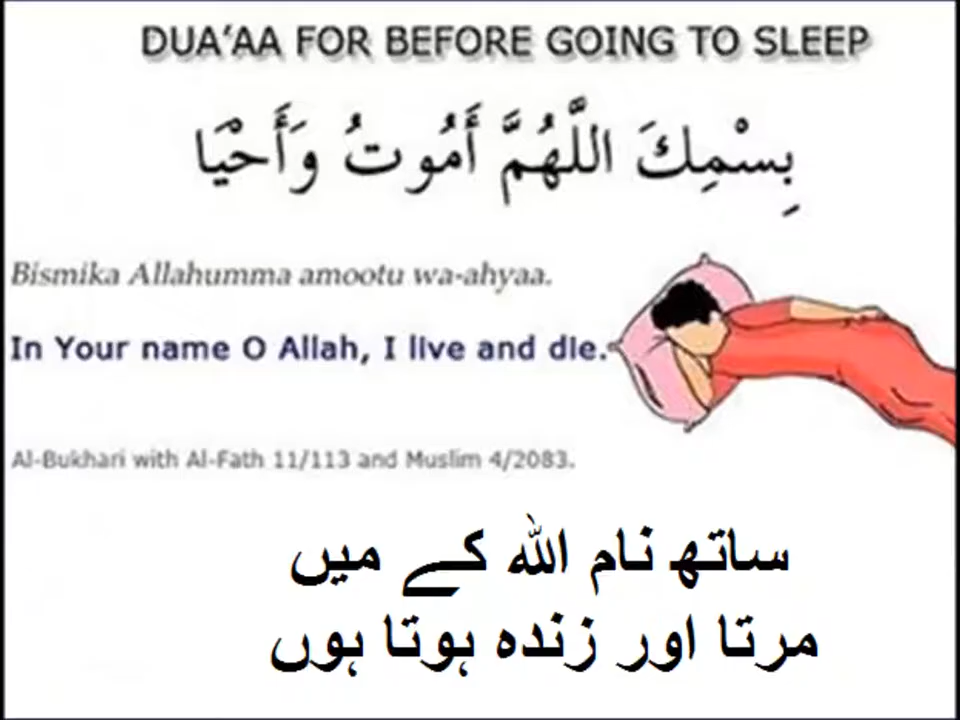 DUA'AA FOR BEFORE GOING TO SLEEP
بِسْمِكَ اللَّهُمَّ أَمُوتُ وَأَحْيَا
Bismika Allahumma amootu wa-ahyaa.
In Your name O Allah, I live and die.
Al-Bukhari with Al-Fath 11/113 and Muslim 4/2083.
ساتھ نام اللہ کے میں
مرتا اور زندہ ہوتا ہوں